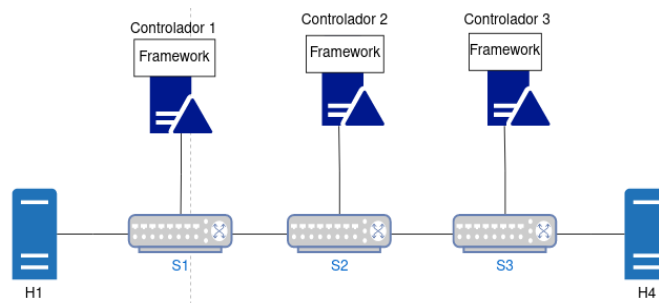 Controlador 1
Controlador 2
Controlador 3
Framework
Framework
Framework
S1
S2
S3
H1
H4